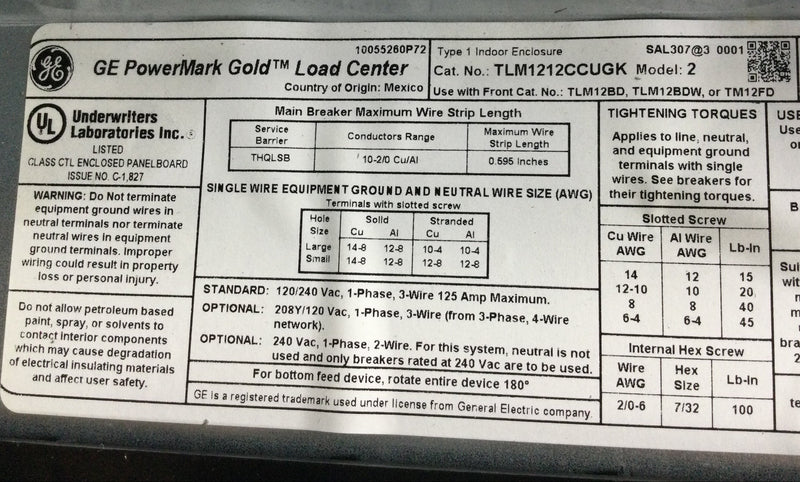 10055260P72
GE PowerMark Gold™ Load Center
Country of Origin: Mexico
Type 1 Indoor Enclosure SAL307@3 0001
Cat. No.: TLM1212CCUGK Model: 2
Use with Front Cat. No.: TLM12BD, TLM12BDW, or TM12FD
UL
Underwriters
Laboratories Inc.®
LISTED
CLASS CTL ENCLOSED PANELBOARD
ISSUE NO. C-1,827
WARNING: Do Not terminate
equipment ground wires in
neutral terminals nor terminate
neutral wires in equipment
ground terminals. Improper
wiring could result in property
loss or personal injury.
Do not allow petroleum based
paint, spray, or solvents to
contact interior components
which may cause degradation
of electrical insulating materials
and affect user safety.
Main Breaker Maximum Wire Strip Length
Service Barrier Conductors Range Maximum Wire Strip Length
THQLSB 10-2/0 Cu/Al 0.595 Inches
SINGLE WIRE EQUIPMENT GROUND AND NEUTRAL WIRE SIZE (AWG)
Terminals with slotted screw
Hole Size Solid Stranded
Cu Al Cu Al
Large 14-8 12-8 10-4 10-4
Small 14-8 12-8 12-8 12-8
STANDARD: 120/240 Vac, 1-Phase, 3-Wire 125 Amp Maximum.
OPTIONAL: 208Y/120 Vac, 1-Phase, 3-Wire (from 3-Phase, 4-Wire
network).
OPTIONAL: 240 Vac, 1-Phase, 2-Wire. For this system, neutral is not
used and only breakers rated at 240 Vac are to be used.
For bottom feed device, rotate entire device 180°
GE is a registered trademark used under license from General Electric company.
TIGHTENING TORQUES
Applies to line, neutral,
and equipment ground
terminals with single
wires. See breakers for
their tightening torques.
Slotted Screw
Cu Wire AWG Al Wire AWG Lb-In
14 12 15
12-10 10 20
8 8 40
6-4 6-4 45
Internal Hex Screw
Wire AWG Hex Size Lb-In
2/0-6 7/32 100